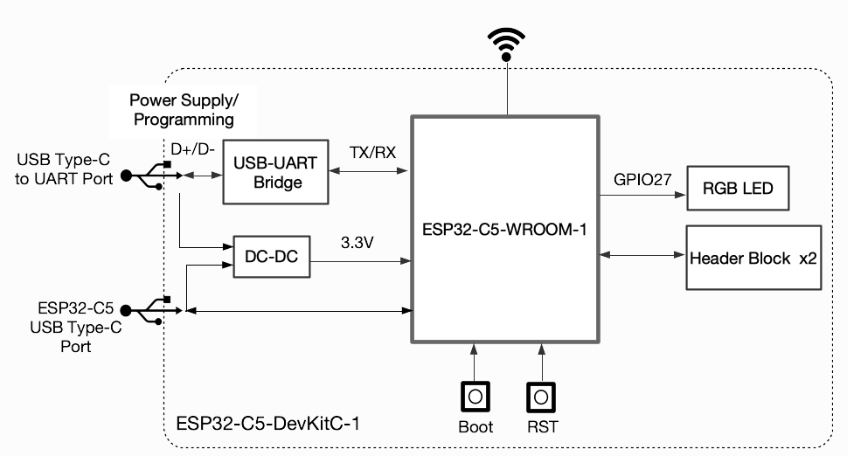 Power Supply/
Programming
USB Type-C
to UART Port
D+/D-
USB-UART
Bridge
TX/RX
ESP32-C5-WROOM-1
GPIO27
RGB LED
DC-DC
3.3V
Header Block x2
ESP32-C5
USB Type-C
Port
Boot
RST
ESP32-C5-DevKitC-1